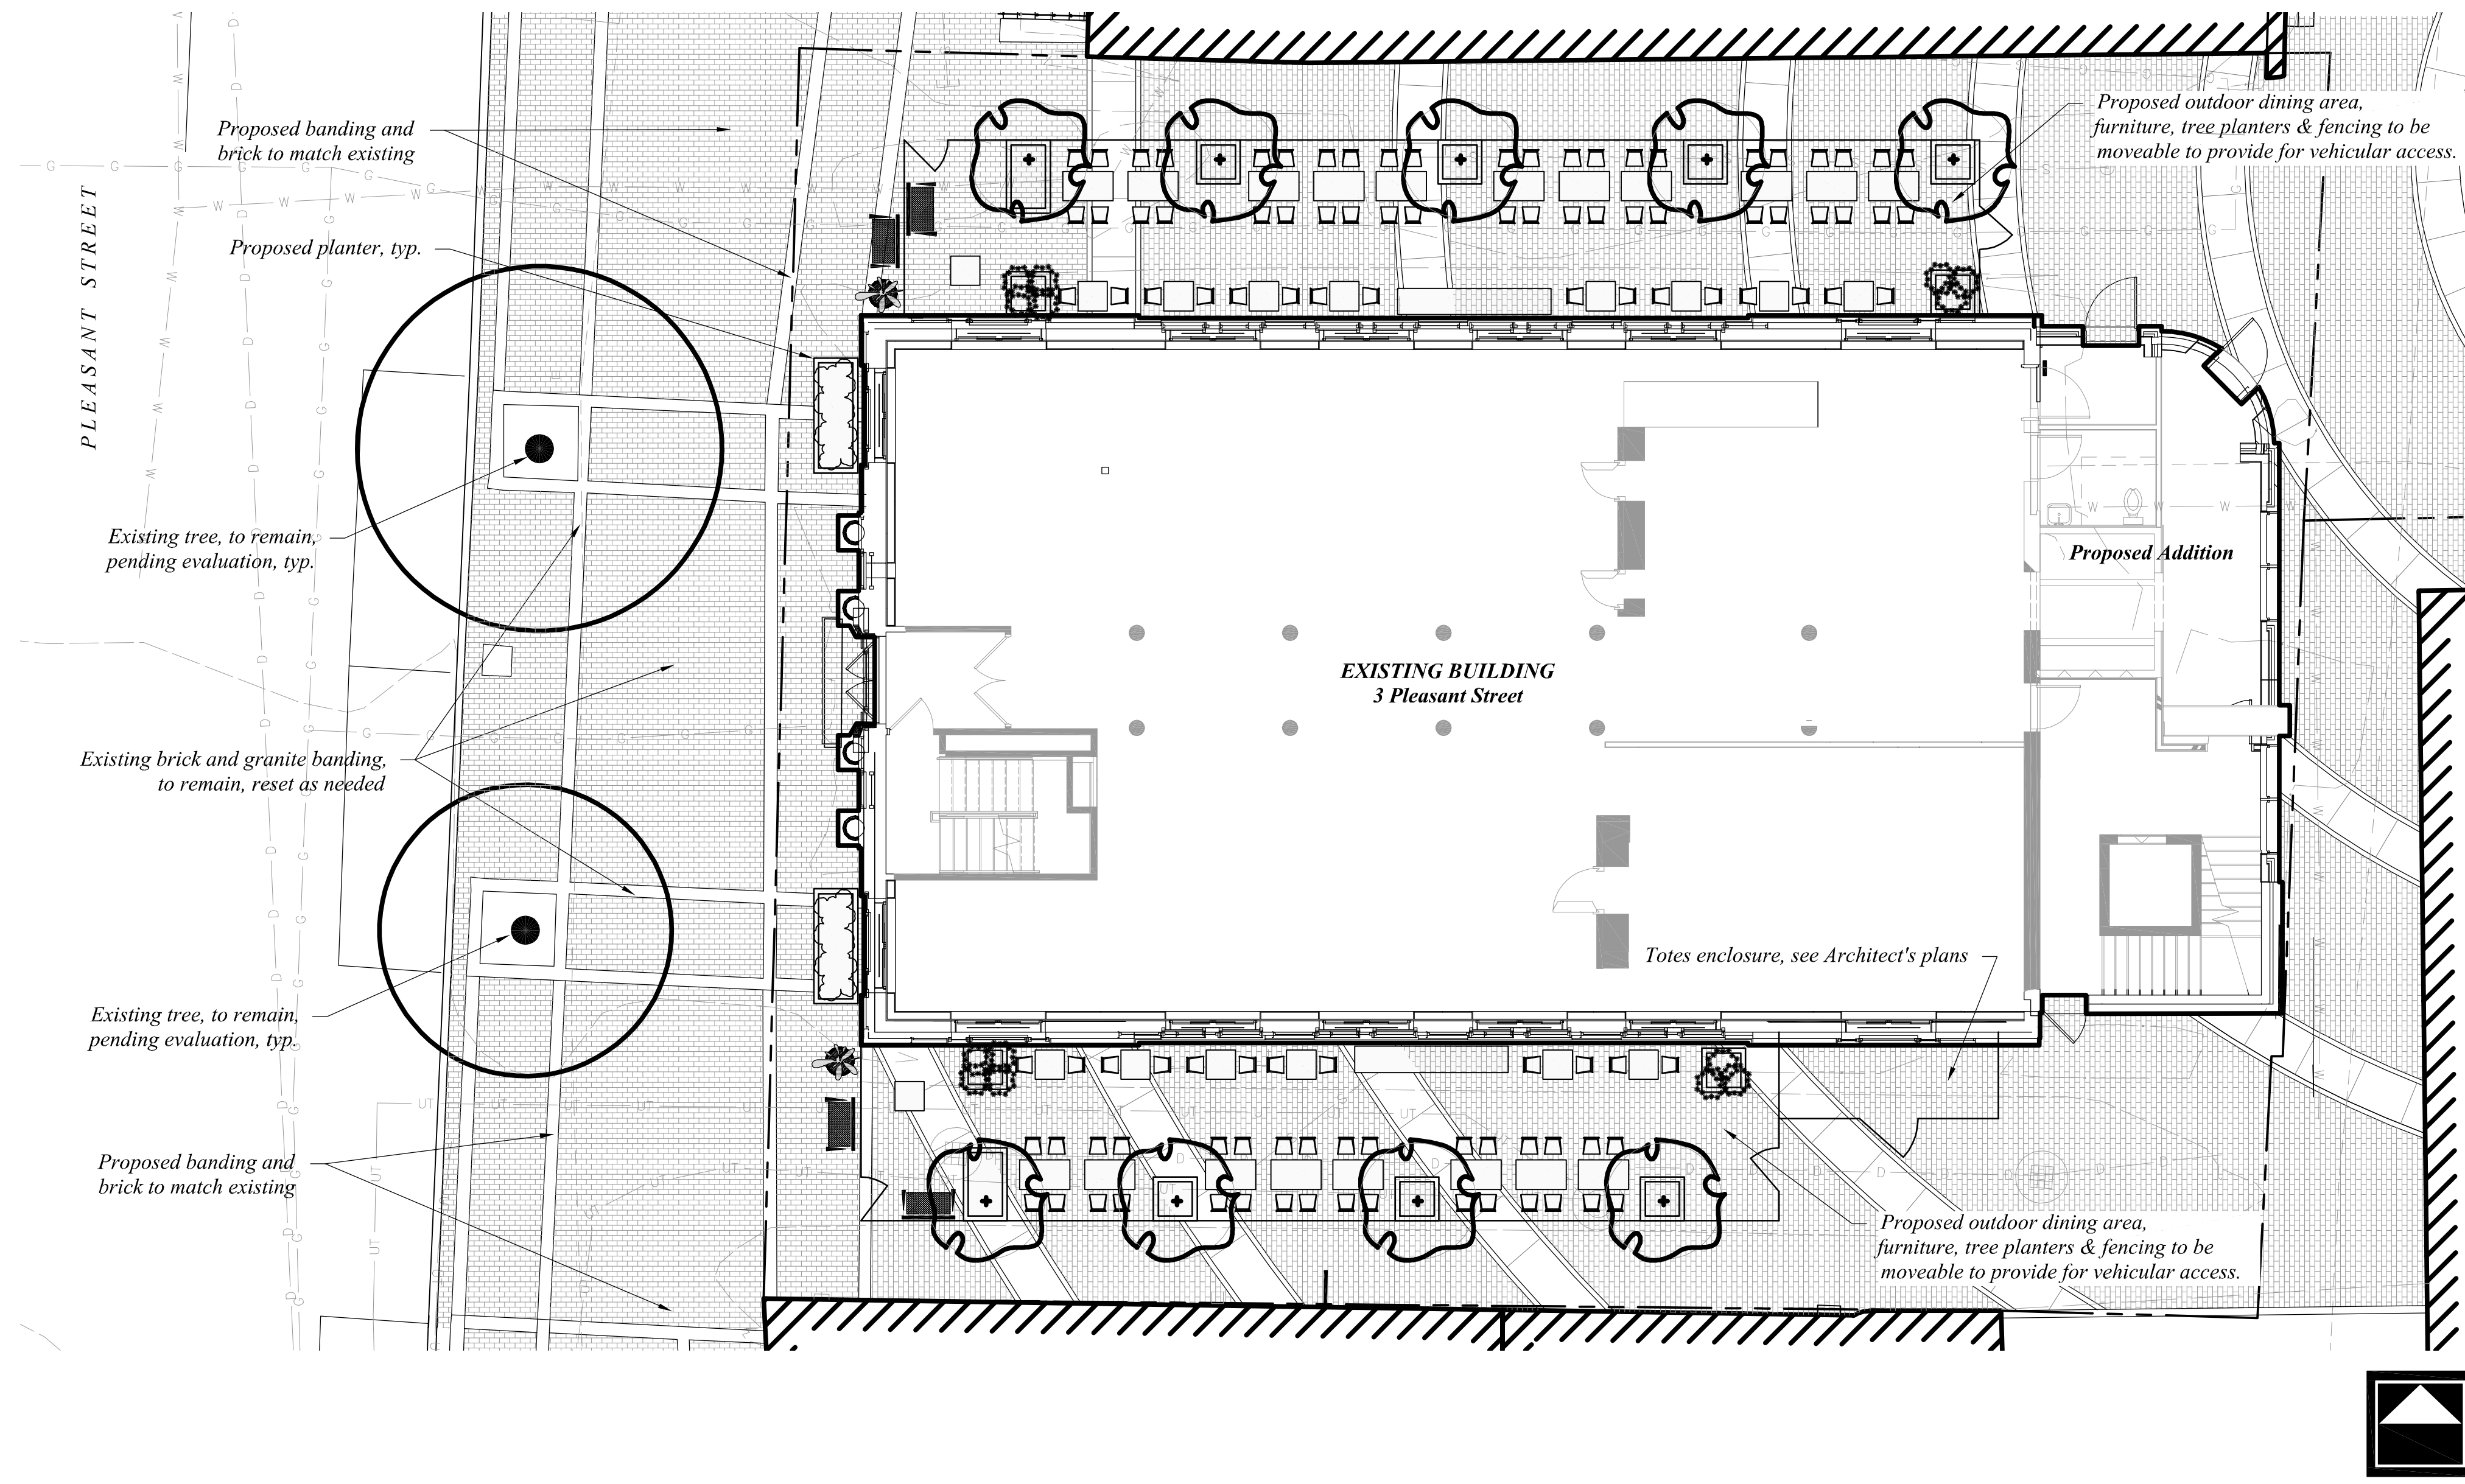 Proposed banding and
brick to match existing
Proposed outdoor dining area,
furniture, tree planters & fencing to be
moveable to provide for vehicular access.
PLEASANT STREET
Proposed planter, typ.
Existing tree, to remain,
pending evaluation, typ.
Proposed Addition
EXISTING BUILDING
3 Pleasant Street
Existing brick and granite banding,
to remain, reset as needed
Totes enclosure, see Architect's plans
Existing tree, to remain,
pending evaluation, typ.
Proposed banding and
brick to match existing
Proposed outdoor dining area,
furniture, tree planters & fencing to be
moveable to provide for vehicular access.